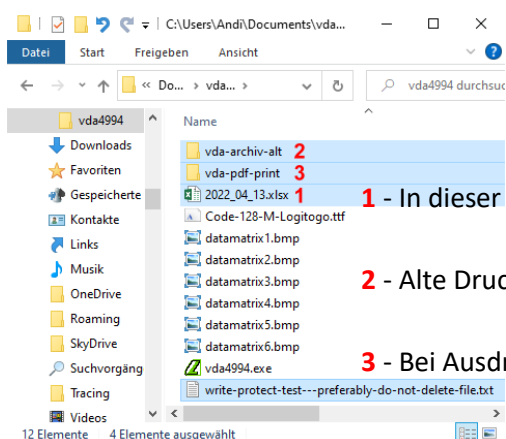 C:\Users\Andi\Documents\vda...
Datei Start Freigeben Ansicht
« Do... › vda... ›
vda4994 durchsuc
vda4994
Downloads
Favoriten
Gespeicherte
Kontakte
Links
Musik
OneDrive
Roaming
SkyDrive
Suchvorgäng
Tracing
Videos
Name
vda-archiv-alt 2
vda-pdf-print 3
2022_04_13.xlsx 1
Code-128-M-Logitogo.ttf
datamatrix1.bmp
datamatrix2.bmp
datamatrix3.bmp
datamatrix4.bmp
datamatrix5.bmp
datamatrix6.bmp
vda4994.exe
write-protect-test---preferably-do-not-delete-file.txt
1 - In dieser
2 - Alte Druc
3 - Bei Ausdr
12 Elemente 4 Elemente ausgewählt